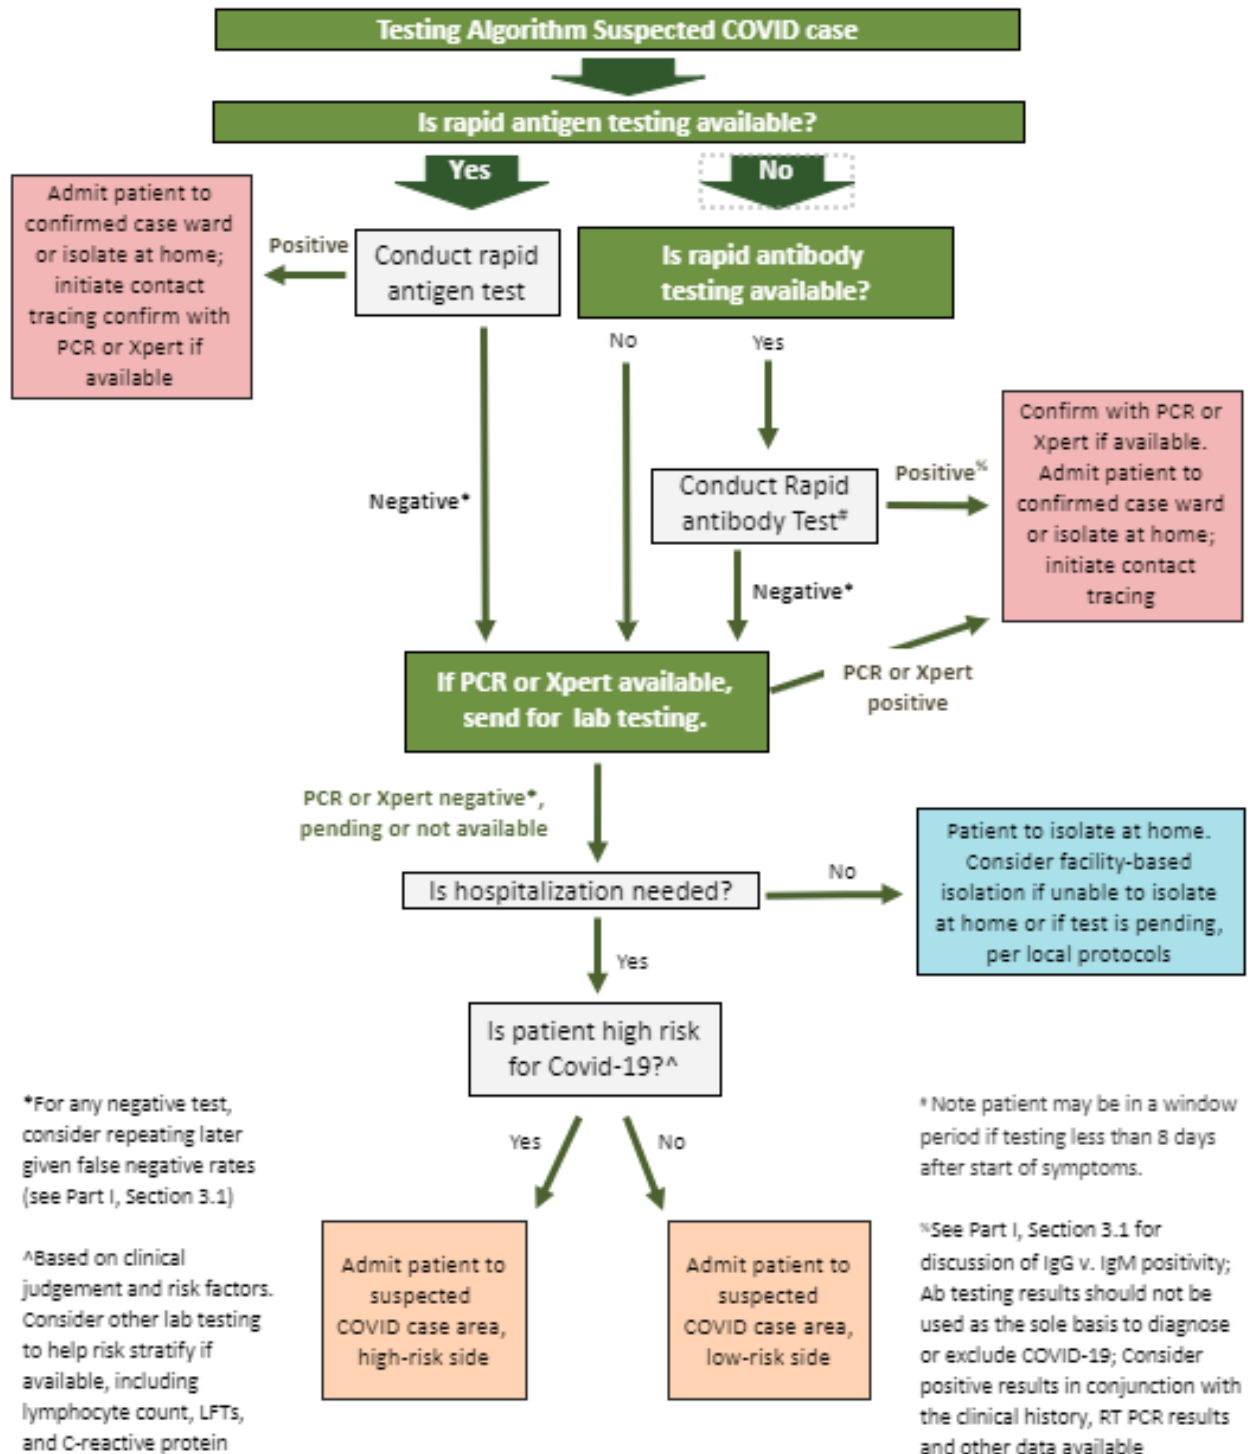 Testing Algorithm Suspected COVID case
Is rapid antigen testing available?
Yes
No
Admit patient to
confirmed case ward
or isolate at home;
initiate contact
tracing confirm with
PCR or Xpert if
available
Positive
Conduct rapid
antigen test
Is rapid antibody
testing available?
No
Yes
Negative*
Conduct Rapid
antibody Test#
Positive%
Confirm with PCR or
Xpert if available.
Admit patient to
confirmed case ward
or isolate at home;
initiate contact
tracing
Negative*
If PCR or Xpert available,
send for lab testing.
PCR or Xpert
positive
PCR or Xpert negative*,
pending or not available
Is hospitalization needed?
No
Patient to isolate at home.
Consider facility-based
isolation if unable to isolate
at home or if test is pending,
per local protocols
Yes
Is patient high risk
for Covid-19?^
Yes
No
Admit patient to
suspected
COVID case area,
high-risk side
Admit patient to
suspected
COVID case area,
low-risk side
*For any negative test,
consider repeating later
given false negative rates
(see Part I, Section 3.1)
^Based on clinical
judgement and risk factors.
Consider other lab testing
to help risk stratify if
available, including
lymphocyte count, LFTs,
and C-reactive protein
# Note patient may be in a window
period if testing less than 8 days
after start of symptoms.
%See Part I, Section 3.1 for
discussion of IgG v. IgM positivity;
Ab testing results should not be
used as the sole basis to diagnose
or exclude COVID-19; Consider
positive results in conjunction with
the clinical history, RT PCR results
and other data available